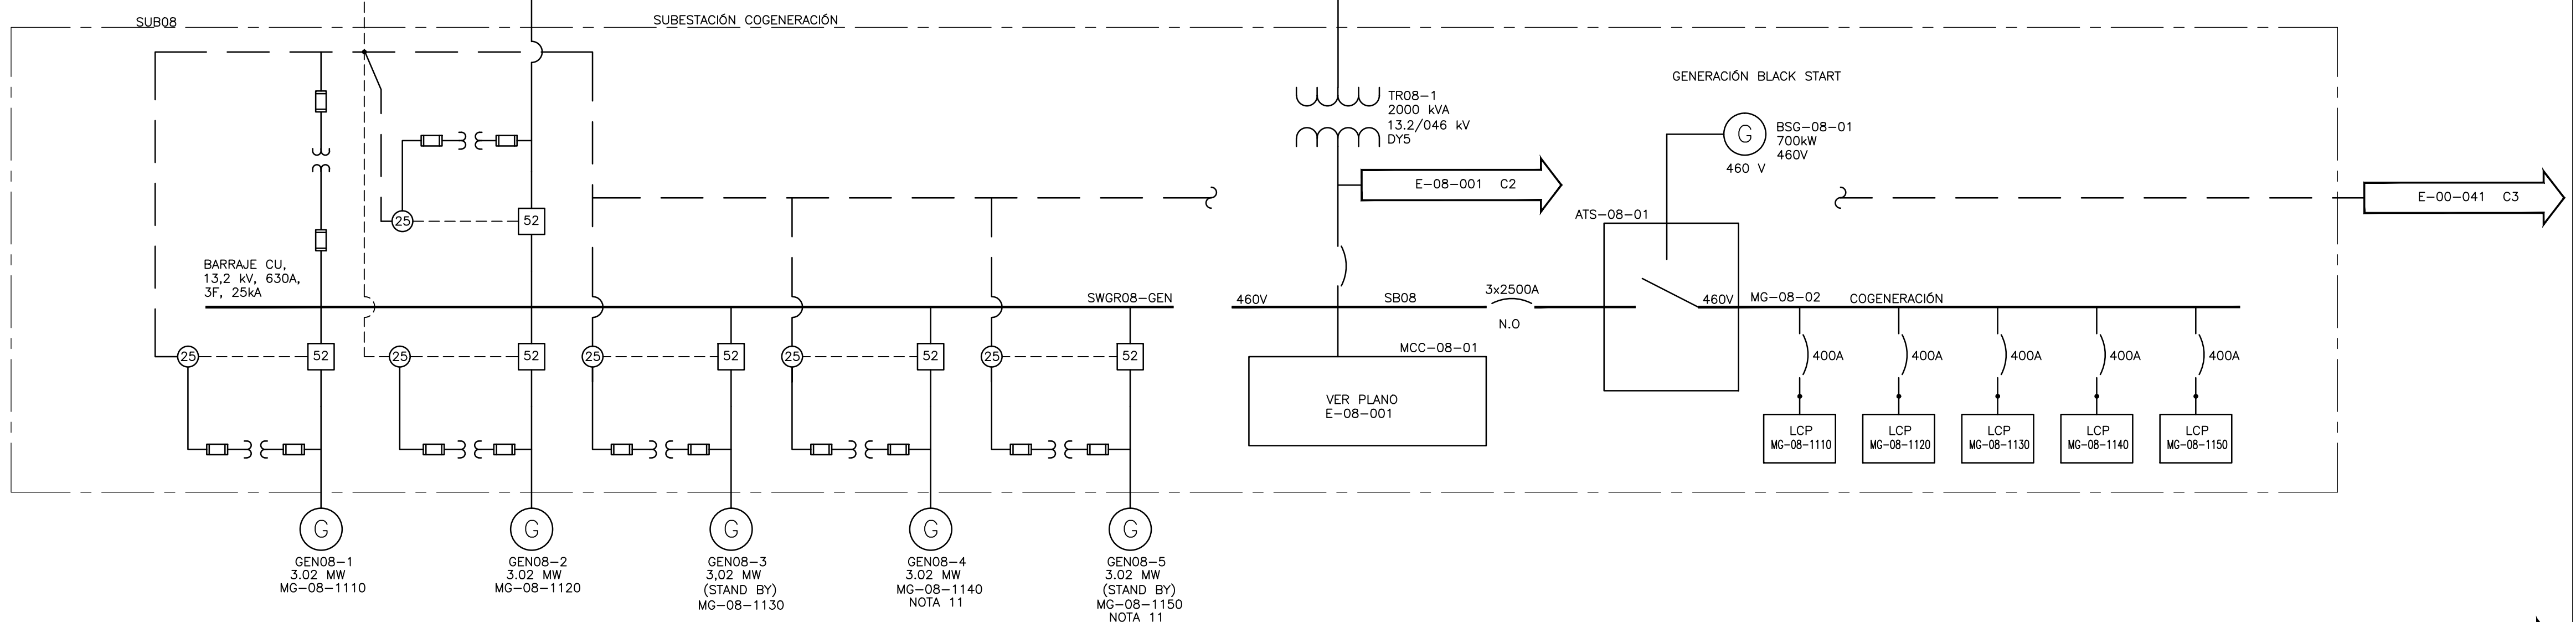 SUB08
SUBESTACIÓN COGENERACIÓN
GENERACIÓN BLACK START
TR08-1
2000 kVA
13.2/046 kV
DY5
G
BSG-08-01
700kW
460V
460 V
E-08-001 C2
E-00-041 C3
25
52
ATS-08-01
BARRAJE CU,
13,2 kV, 630A,
3F, 25kA
SWGR08-GEN
460V
SB08
3x2500A
N.O
460V
MG-08-02
COGENERACIÓN
25
52
25
52
25
52
25
52
25
52
MCC-08-01
VER PLANO
E-08-001
400A
400A
400A
400A
400A
LCP
MG-08-1110
LCP
MG-08-1120
LCP
MG-08-1130
LCP
MG-08-1140
LCP
MG-08-1150
G
GEN08-1
3.02 MW
MG-08-1110
G
GEN08-2
3.02 MW
MG-08-1120
G
GEN08-3
3,02 MW
(STAND BY)
MG-08-1130
G
GEN08-4
3.02 MW
MG-08-1140
NOTA 11
G
GEN08-5
3.02 MW
(STAND BY)
MG-08-1150
NOTA 11